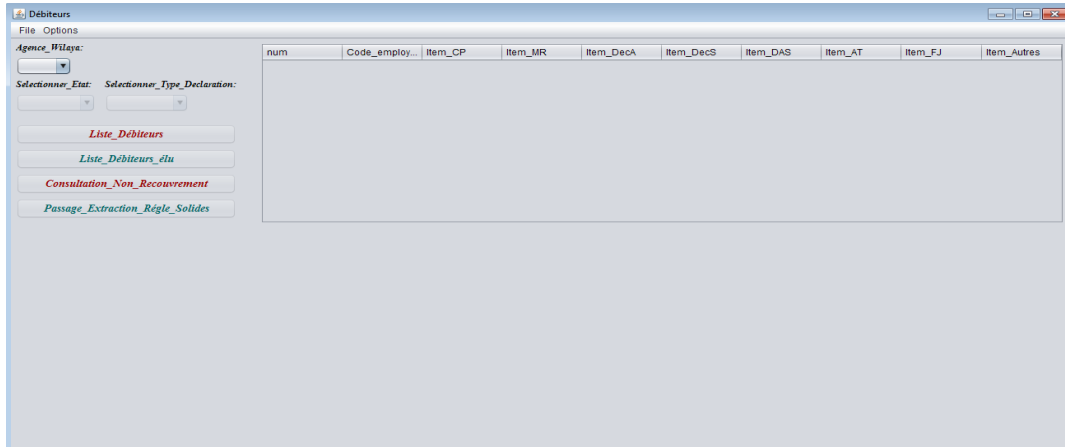 Débiteurs
File Options
Agence_Wilaya:
Selectionner_Etat: Selectionner_Type_Declaration:
Liste_Débiteurs
Liste_Débiteurs_élu
Consultation_Non_Recouvrement
Passage_Extraction_Régle_Solides
num Code_employ... Item_CP Item_MR Item_DecA Item_DecS Item_DAS Item_AT Item_FJ Item_Autres